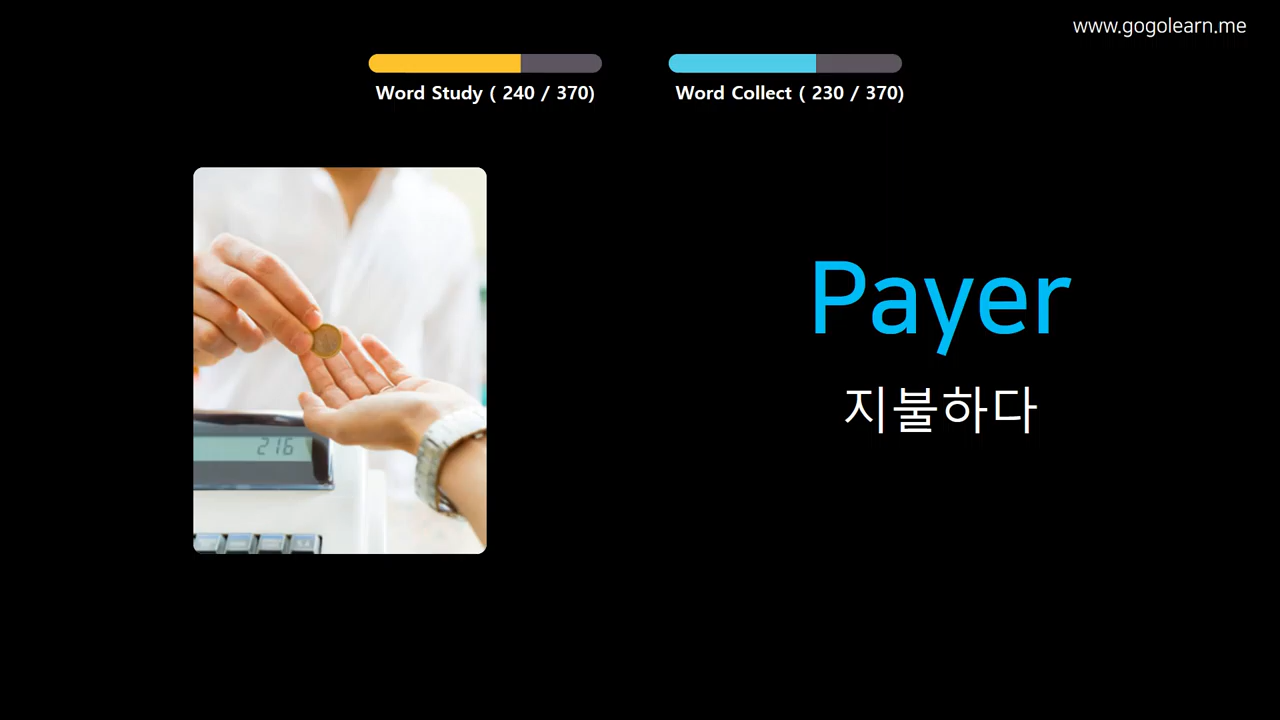 www.gogolearn.me
Word Study ( 240 / 370)
Word Collect ( 230 / 370)
216
Payer
지불하다